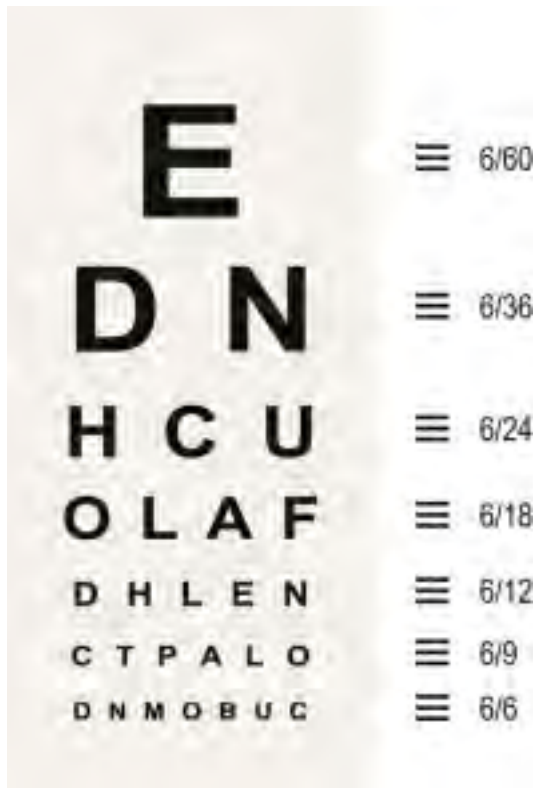 E 6/60
D N 6/36
H C U 6/24
O L A F 6/18
D H L E N 6/12
C T P A L O 6/9
D N M O B U C 6/6